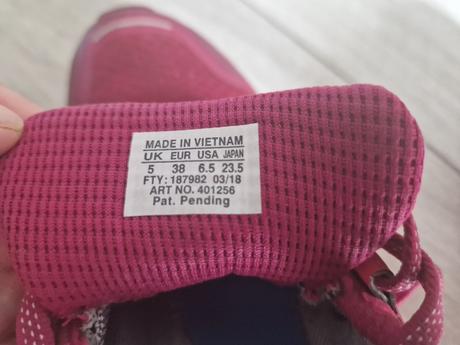 MADE IN VIETNAM
UK EUR USA JAPAN
5 38 6.5 23.5
FTY: 187982 03/18
ART NO. 401256
Pat. Pending